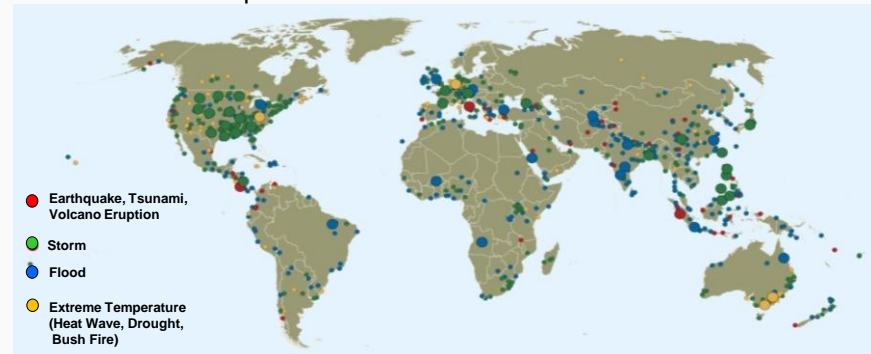 Earthquake, Tsunami,
Volcano Eruption
Storm
Flood
Extreme Temperature
(Heat Wave, Drought,
Bush Fire)